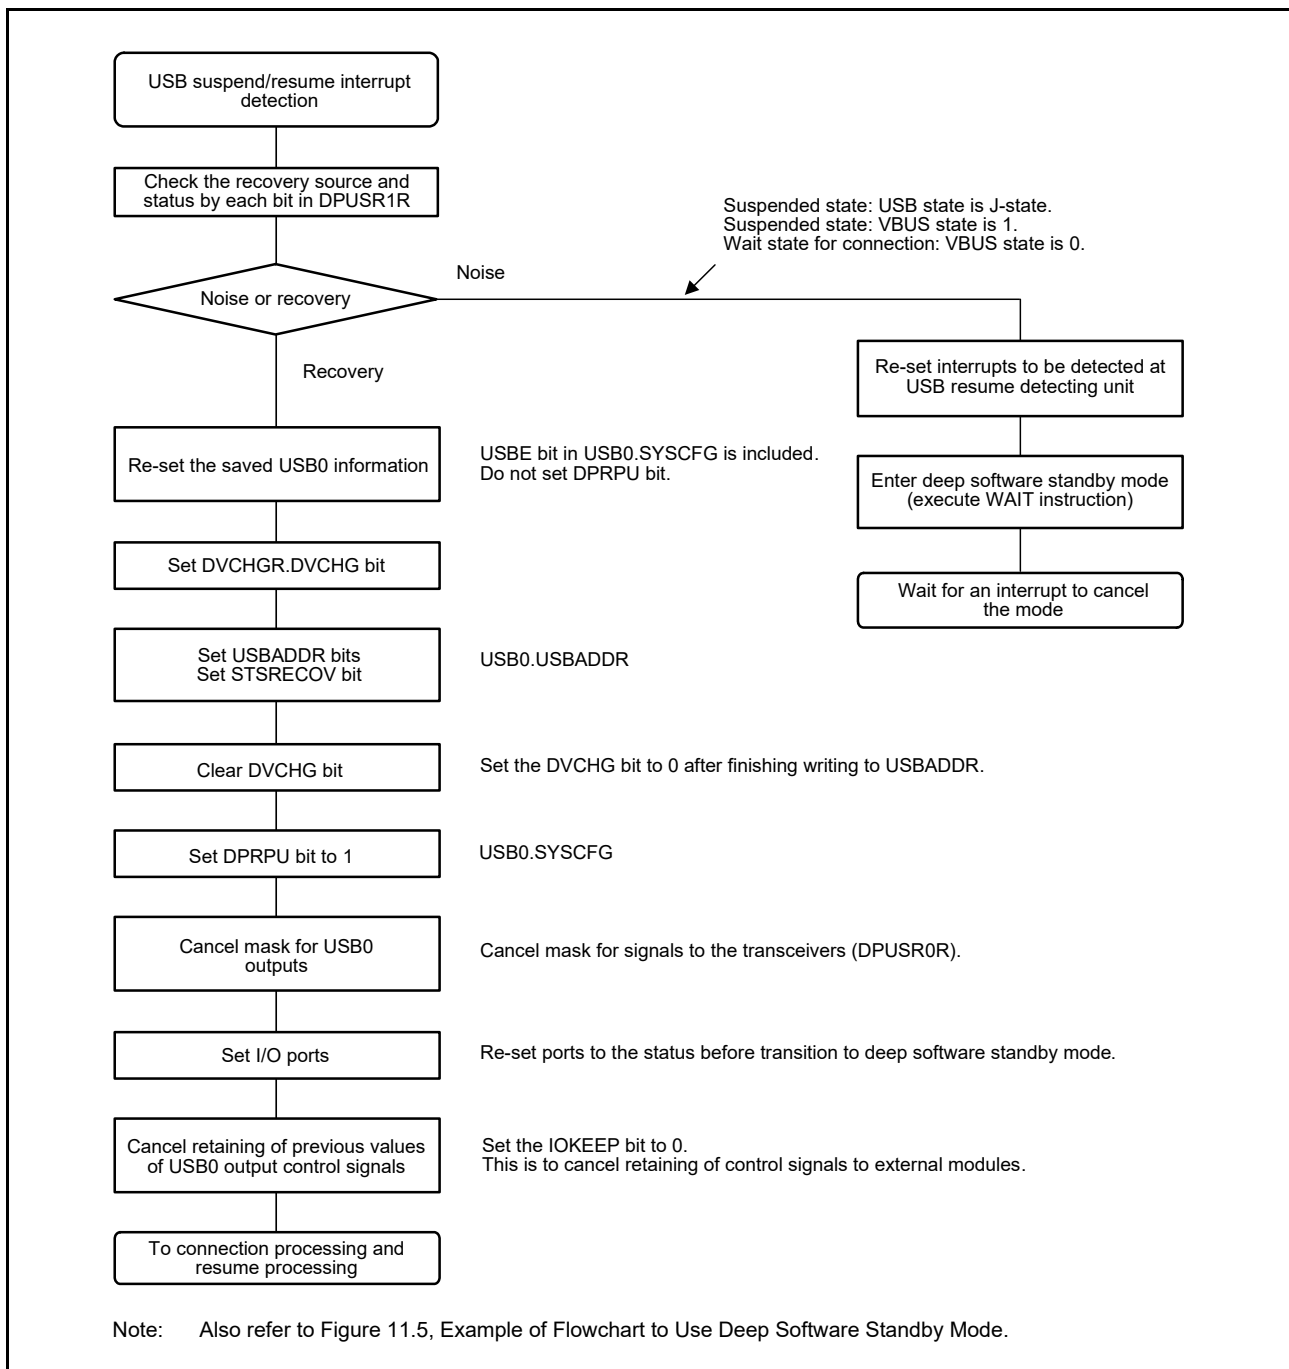 USB suspend/resume interrupt
detection
Check the recovery source and
status by each bit in DPUSR1R
Suspended state: USB state is J-state.
Suspended state: VBUS state is 1.
Wait state for connection: VBUS state is 0.
Noise
Noise or recovery
Recovery
Re-set interrupts to be detected at
USB resume detecting unit
Enter deep software standby mode
(execute WAIT instruction)
Wait for an interrupt to cancel
the mode
Re-set the saved USB0 information
USBE bit in USB0.SYSCFG is included.
Do not set DPRPU bit.
Set DVCHGR.DVCHG bit
Set USBADDR bits
Set STSRECOV bit
USB0.USBADDR
Clear DVCHG bit
Set the DVCHG bit to 0 after finishing writing to USBADDR.
Set DPRPU bit to 1
USB0.SYSCFG
Cancel mask for USB0
outputs
Cancel mask for signals to the transceivers (DPUSR0R).
Set I/O ports
Re-set ports to the status before transition to deep software standby mode.
Cancel retaining of previous values
of USB0 output control signals
Set the IOKEEP bit to 0.
This is to cancel retaining of control signals to external modules.
To connection processing and
resume processing
Note: Also refer to Figure 11.5, Example of Flowchart to Use Deep Software Standby Mode.